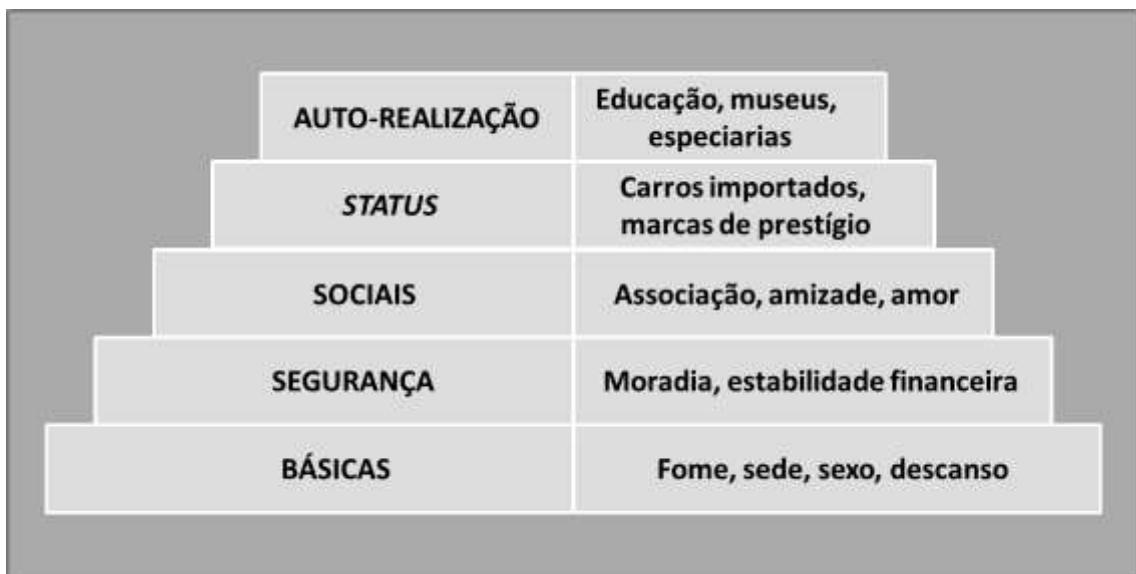 AUTO-REALIZAÇÃO
Educação, museus,
especiarias
STATUS
Carros importados,
marcas de prestígio
SOCIAIS
Associação, amizade, amor
SEGURANÇA
Moradia, estabilidade financeira
BÁSICAS
Fome, sede, sexo, descanso